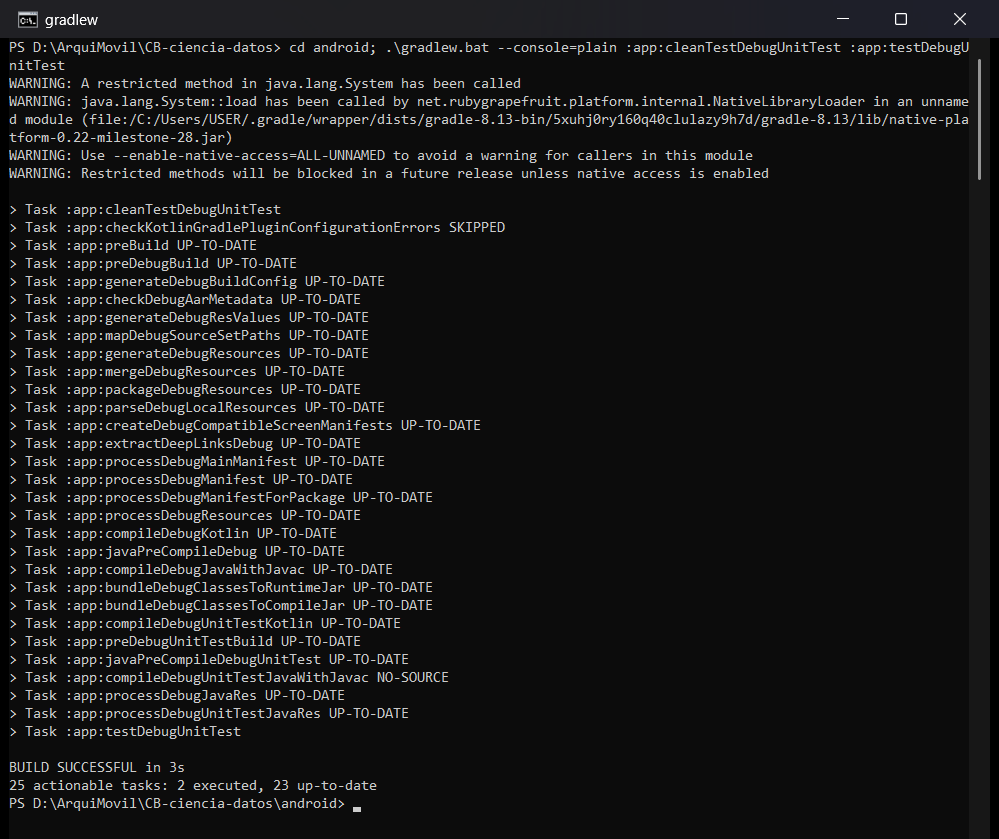 gradlew
PS D:\ArquiMovil\CB-ciencia-datos> cd android; .\gradlew.bat --console=plain :app:cleanTestDebugUnitTest :app:testDebugU
nitTest
WARNING: A restricted method in java.lang.System has been called
WARNING: java.lang.System::load has been called by net.rubygrapefruit.platform.internal.NativeLibraryLoader in an unname
d module (file:/C:/Users/USER/.gradle/wrapper/dists/gradle-8.13-bin/5xuhj0ry160q40clulazy9h7d/gradle-8.13/lib/native-pla
tform-0.22-milestone-28.jar)
WARNING: Use --enable-native-access=ALL-UNNAMED to avoid a warning for callers in this module
WARNING: Restricted methods will be blocked in a future release unless native access is enabled
> Task :app:cleanTestDebugUnitTest
> Task :app:checkKotlinGradlePluginConfigurationErrors SKIPPED
> Task :app:preBuild UP-TO-DATE
> Task :app:preDebugBuild UP-TO-DATE
> Task :app:generateDebugBuildConfig UP-TO-DATE
> Task :app:checkDebugAarMetadata UP-TO-DATE
> Task :app:generateDebugResValues UP-TO-DATE
> Task :app:mapDebugSourceSetPaths UP-TO-DATE
> Task :app:generateDebugResources UP-TO-DATE
> Task :app:mergeDebugResources UP-TO-DATE
> Task :app:packageDebugResources UP-TO-DATE
> Task :app:parseDebugLocalResources UP-TO-DATE
> Task :app:createDebugCompatibleScreenManifests UP-TO-DATE
> Task :app:extractDeepLinksDebug UP-TO-DATE
> Task :app:processDebugMainManifest UP-TO-DATE
> Task :app:processDebugManifest UP-TO-DATE
> Task :app:processDebugManifestForPackage UP-TO-DATE
> Task :app:processDebugResources UP-TO-DATE
> Task :app:compileDebugKotlin UP-TO-DATE
> Task :app:javaPreCompileDebug UP-TO-DATE
> Task :app:compileDebugJavaWithJavac UP-TO-DATE
> Task :app:bundleDebugClassesToRuntimeJar UP-TO-DATE
> Task :app:bundleDebugClassesToCompileJar UP-TO-DATE
> Task :app:compileDebugUnitTestKotlin UP-TO-DATE
> Task :app:preDebugUnitTestBuild UP-TO-DATE
> Task :app:javaPreCompileDebugUnitTest UP-TO-DATE
> Task :app:compileDebugUnitTestJavaWithJavac NO-SOURCE
> Task :app:processDebugJavaRes UP-TO-DATE
> Task :app:processDebugUnitTestJavaRes UP-TO-DATE
> Task :app:testDebugUnitTest
BUILD SUCCESSFUL in 3s
25 actionable tasks: 2 executed, 23 up-to-date
PS D:\ArquiMovil\CB-ciencia-datos\android>